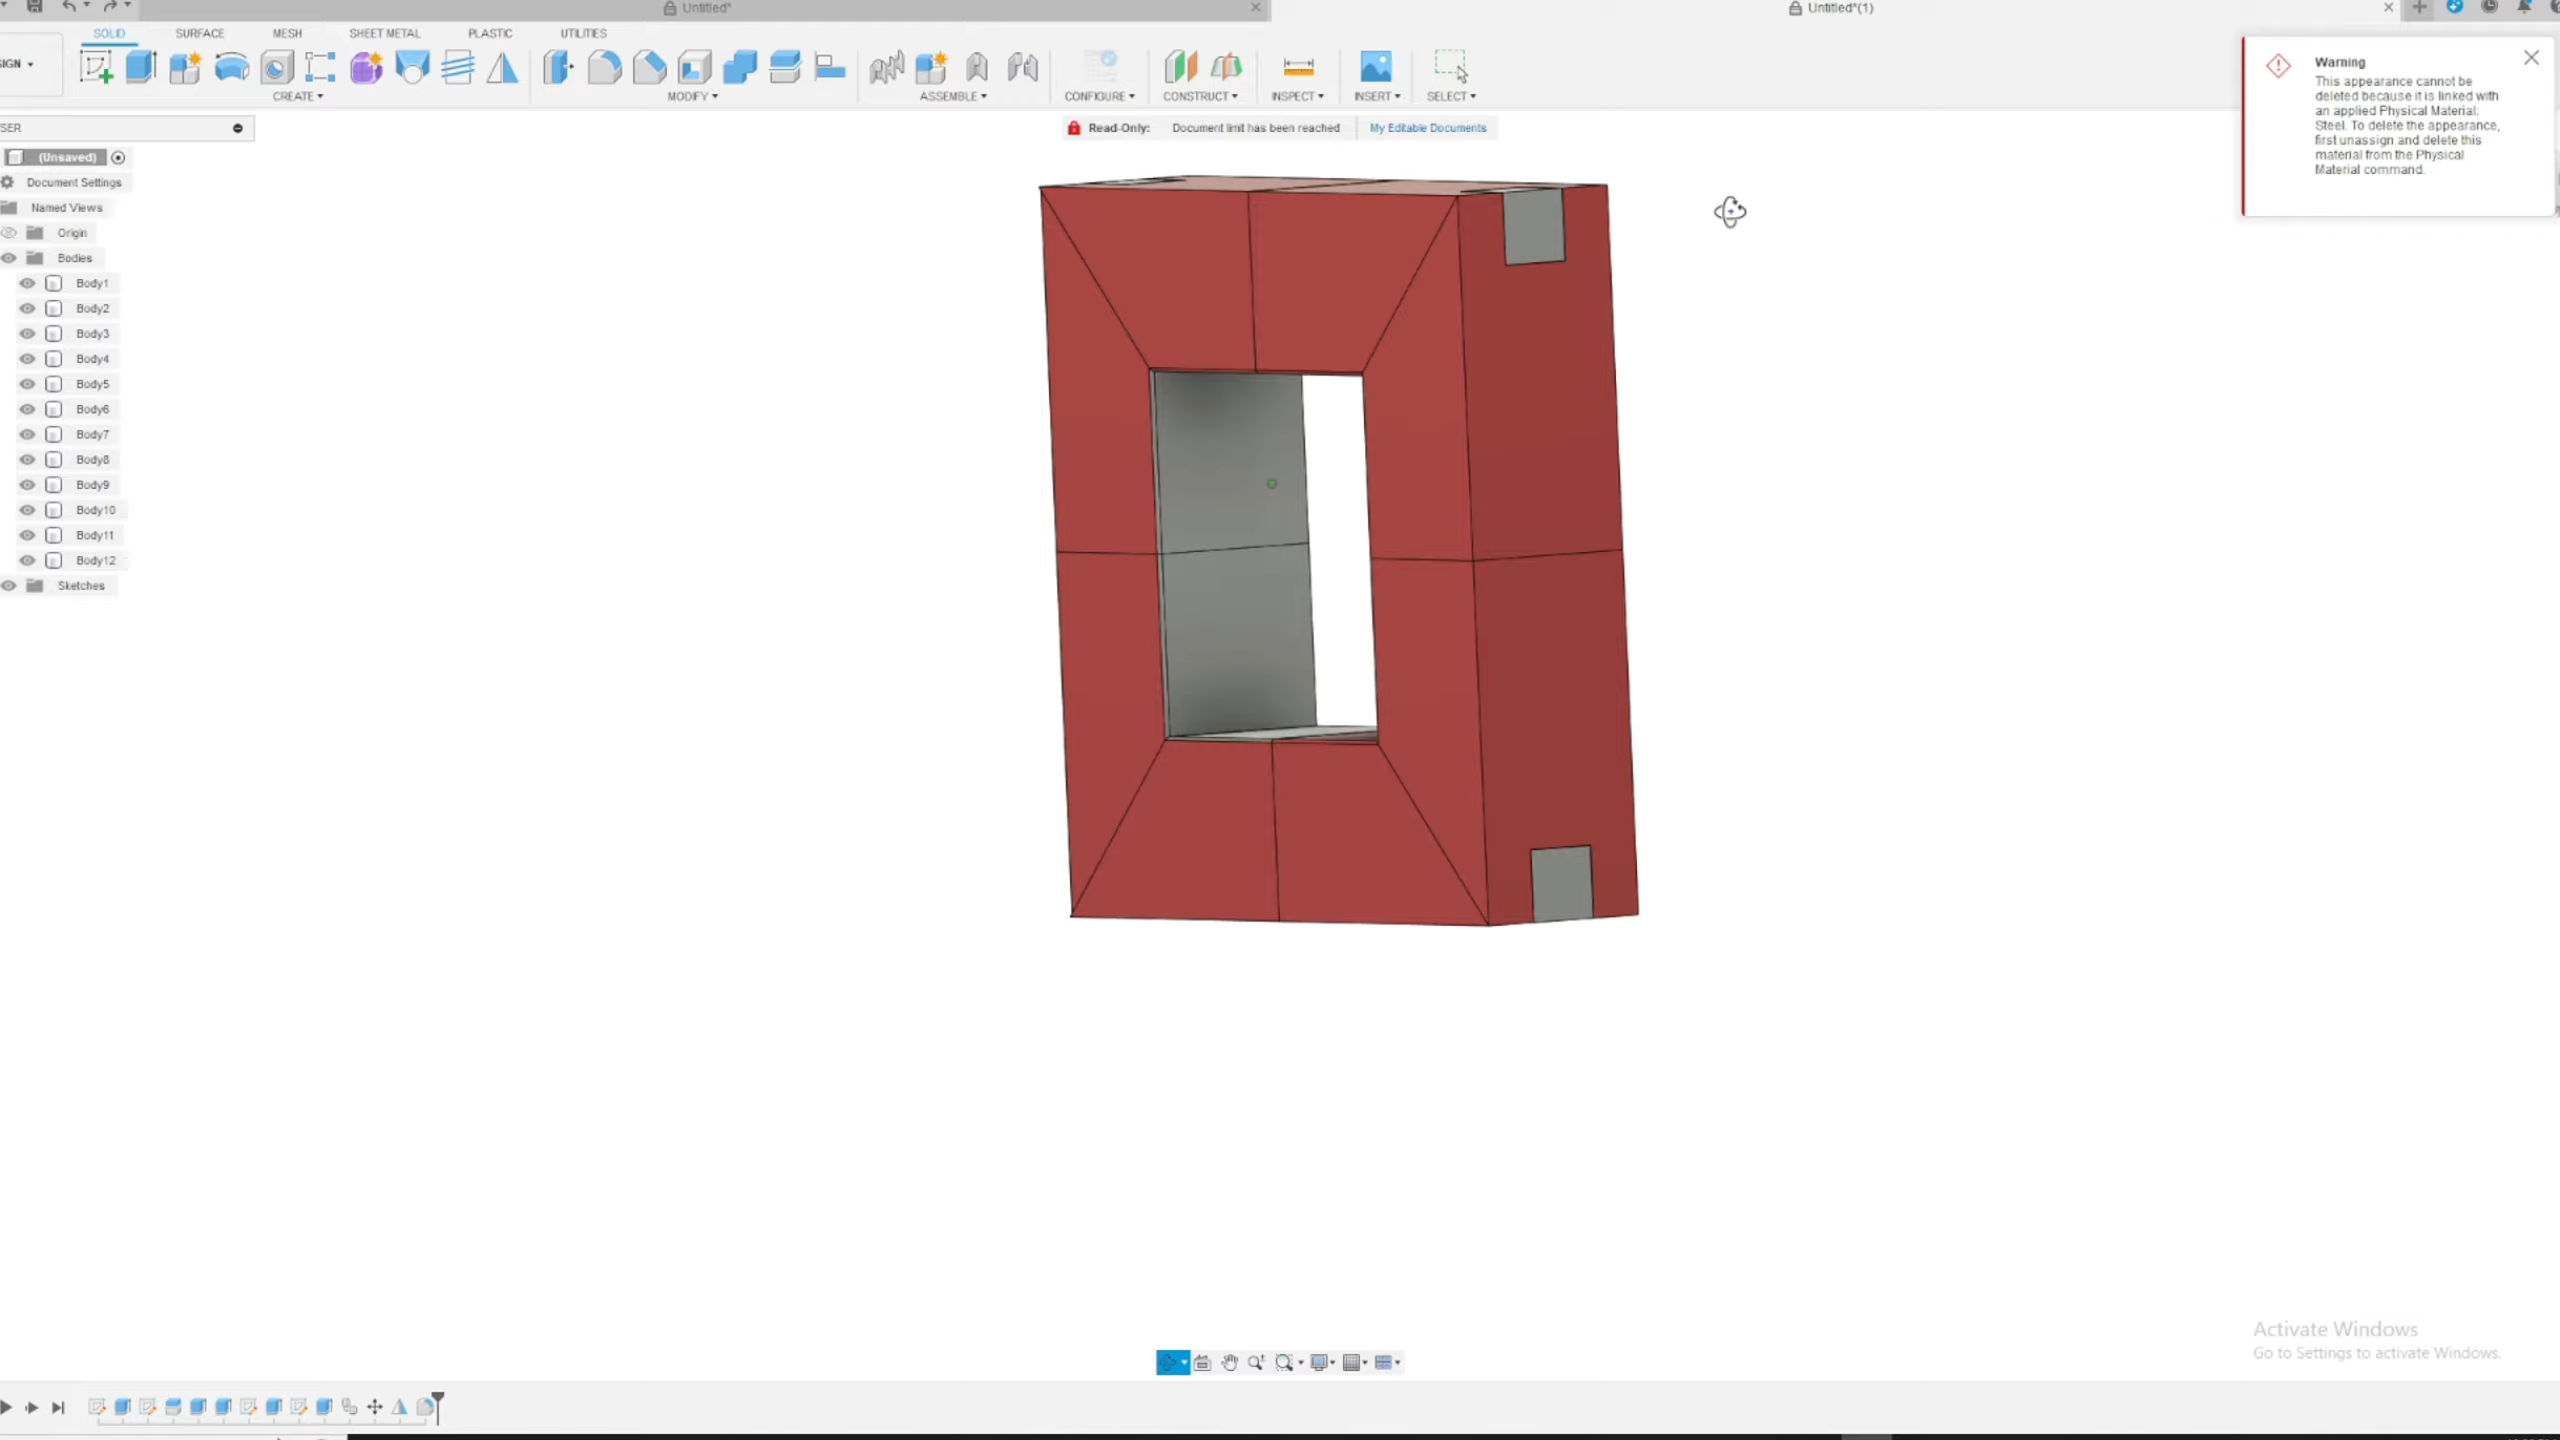 Untitled*
Untitled*(1)
SOLID
SURFACE
MESH
SHEET METAL
PLASTIC
UTILITIES
IGN
CREATE
MODIFY
ASSEMBLE
CONFIGURE
CONSTRUCT
INSPECT
INSERT
SELECT
Warning
This appearance cannot be
deleted because it is linked with
an applied Physical Material:
Steel. To delete the appearance,
first unassign and delete this
material from the Physical
Material command.
SER
Read-Only: Document limit has been reached My Editable Documents
(Unsaved)
Document Settings
Named Views
Origin
Bodies
Body1
Body2
Body3
Body4
Body5
Body6
Body7
Body8
Body9
Body10
Body11
Body12
Sketches
Activate Windows
Go to Settings to activate Windows.